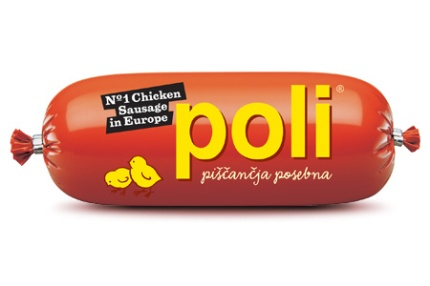 Nº1 Chicken
Sausage
in Europe
poli®
piščančja posebna